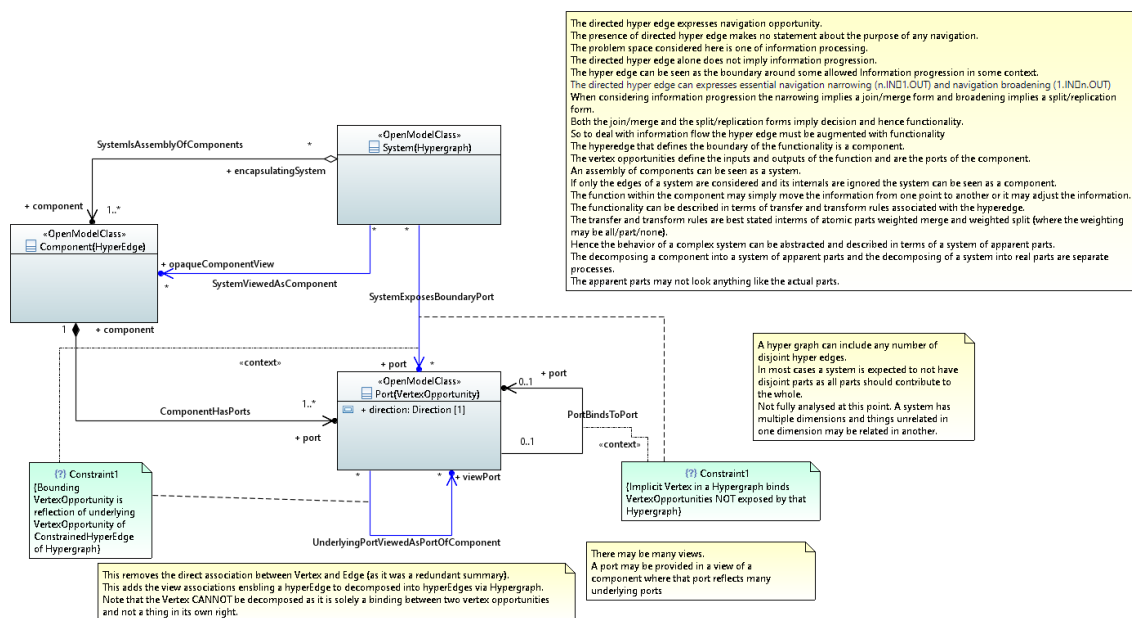 The directed hyper edge expresses navigation opportunity.
The presence of directed hyper edge makes no statement about the purpose of any navigation.
The problem space considered here is one of information processing.
The directed hyper edge alone does not imply information progression.
The hyper edge can be seen as the boundary around some allowed Information progression in some context.
The directed hyper edge can expresses essential navigation narrowing (n.IN□1.OUT) and navigation broadening (1.IN□n.OUT)
When considering information progression the narrowing implies a join/merge form and broadening implies a split/replication
form.
Both the join/merge and the split/replication forms imply decision and hence functionality.
So to deal with information flow the hyper edge must be augmented with functionality
The hyperedge that defines the boundary of the functionality is a component.
The vertex opportunities define the inputs and outputs of the function and are the ports of the component.
An assembly of components can be seen as a system.
If only the edges of a system are considered and its internals are ignored the system can be seen as a component.
The function within the component may simply move the information from one point to another or it may adjust the information.
The functionality can be described in terms of transfer and transform rules associated with the hyperedge.
The transfer and transform rules are best stated interms of atomic parts weighted merge and weighted split (where the weighting
may be all/part/none).
Hence the behavior of a complex system can be abstracted and described in terms of a system of apparent parts.
The decomposing a component into a system of apparent parts and the decomposing of a system into real parts are separate
processes.
The apparent parts may not look anything like the actual parts.
SystemIsAssemblyOfComponents
*
«OpenModelClass»
System(Hypergraph)
+ encapsulatingSystem
+ component
1..*
«OpenModelClass»
Component(HyperEdge)
*
*
+ opaqueComponentView
*
SystemViewedAsComponent
SystemExposesBoundaryPort
1
+ component
«context»
+ port
*
A hyper graph can include any number of
disjoint hyper edges.
In most cases a system is expected to not have
disjoint parts as all parts should contribute to
the whole.
Not fully analysed at this point. A system has
multiple dimensions and things unrelated in
one dimension may be related in another.
«OpenModelClass»
Port(VertexOpportunity)
+ direction: Direction [1]
+ port
0..1
ComponentHasPorts
1..*
+ port
PortBindsToPort
0..1
«context»
{?} Constraint1
{Bounding
VertexOpportunity is
reflection of underlying
VertexOpportunity of
ConstrainedHyperEdge
of Hypergraph}
*
*
+ viewPort
{?} Constraint1
{Implicit Vertex in a Hypergraph binds
VertexOpportunities NOT exposed by that
Hypergraph}
UnderlyingPortViewedAsPortOfComponent
There may be many views.
A port may be provided in a view of a
component where that port reflects many
underlying ports
This removes the direct association between Vertex and Edge (as it was a redundant summary).
This adds the view associations ensbling a hyperEdge to decomposed into hyperEdges via Hypergraph.
Note that the Vertex CANNOT be decomposed as it is solely a binding between two vertex opportunities
and not a thing in its own right.